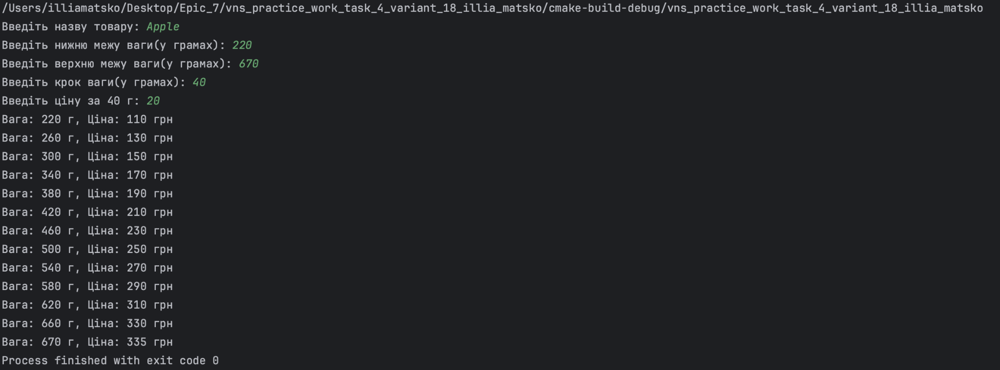 /Users/illiamatsko/Desktop/Epic_7/vns_practice_work_task_4_variant_18_illia_matsko/cmake-build-debug/vns_practice_work_task_4_variant_18_illia_matsko
Введіть назву товару: Apple
Введіть нижню межу ваги(у грамах): 220
Введіть верхню межу ваги(у грамах): 670
Введіть крок ваги(у грамах): 40
Введіть ціну за 40 г: 20
Вага: 220 г, Ціна: 110 грн
Вага: 260 г, Ціна: 130 грн
Вага: 300 г, Ціна: 150 грн
Вага: 340 г, Ціна: 170 грн
Вага: 380 г, Ціна: 190 грн
Вага: 420 г, Ціна: 210 грн
Вага: 460 г, Ціна: 230 грн
Вага: 500 г, Ціна: 250 грн
Вага: 540 г, Ціна: 270 грн
Вага: 580 г, Ціна: 290 грн
Вага: 620 г, Ціна: 310 грн
Вага: 660 г, Ціна: 330 грн
Вага: 670 г, Ціна: 335 грн
Process finished with exit code 0